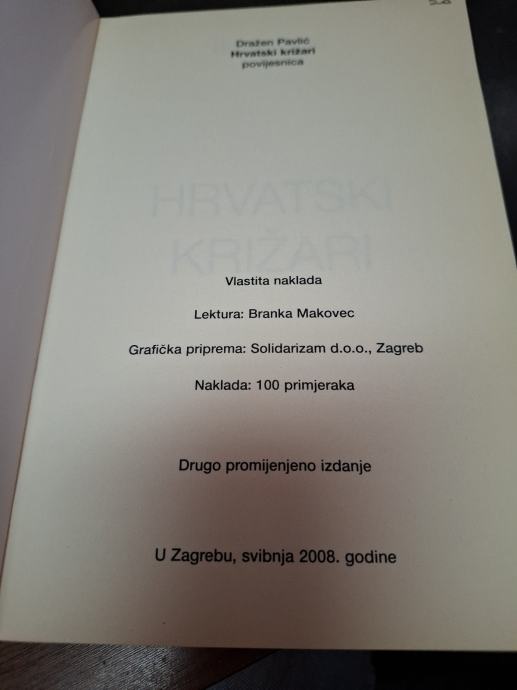 Dražen Pavlić
Hrvatski križari
povijesnica
HRVATSKI
KRIŽARI
Vlastita naklada
Lektura: Branka Makovec
Grafička priprema: Solidarizam d.o.o., Zagreb
Naklada: 100 primjeraka
Drugo promijenjeno izdanje
U Zagrebu, svibnja 2008. godine